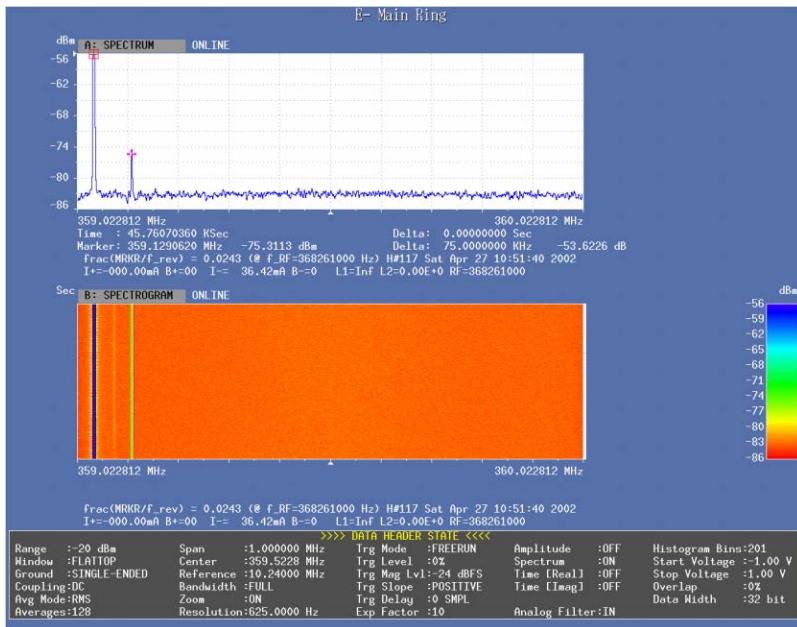 E- Main Ring
dBm
A: SPECTRUM ONLINE
-56
-62
-68
-74
-80
-86
359.022812 MHz 360.022812 MHz
Time : 45.76070360 KSec Delta: 0.00000000 Sec
Marker: 359.1290620 MHz -75.3113 dBm Delta: 75.0000000 KHz -53.6226 dB
frac(MRKR/f_rev) = 0.0243 (@ f_RF=368261000 Hz) H#117 Sat Apr 27 10:51:40 2002
I+=-000.00mA B+=00 I-= 36.42mA B-=0 L1=Inf L2=0.00E+0 RF=368261000
Sec B: SPECTROGRAM ONLINE dBm
-56
-59
-62
-65
-68
-71
-74
-77
-80
-83
-86
359.022812 MHz 360.022812 MHz
frac(MRKR/f_rev) = 0.0243 (@ f_RF=368261000 Hz) H#117 Sat Apr 27 10:51:40 2002
I+=-000.00mA B+=00 I-= 36.42mA B-=0 L1=Inf L2=0.00E+0 RF=368261000
>>>> DATA HEADER STATE <<<<
Range :-20 dBm Span :1.000000 MHz Trg Mode :FREERUN Amplitude :OFF Histogram Bins:201
Window :FLATTOP Center :359.5228 MHz Trg Level :0% Spectrum :ON Start Voltage :-1.00 V
Ground :SINGLE-ENDED Reference :10.24000 MHz Trg Mag Lvl:-24 dBFS Time [Real] :OFF Stop Voltage :1.00 V
Coupling:DC Bandwidth :FULL Trg Slope :POSITIVE Time [Imag] :OFF Overlap :0%
Avg Mode:RMS Zoom :ON Trg Delay :0 SMPL Data Width :32 bit
Averages:128 Resolution:625.0000 Hz Exp Factor :10 Analog Filter:IN